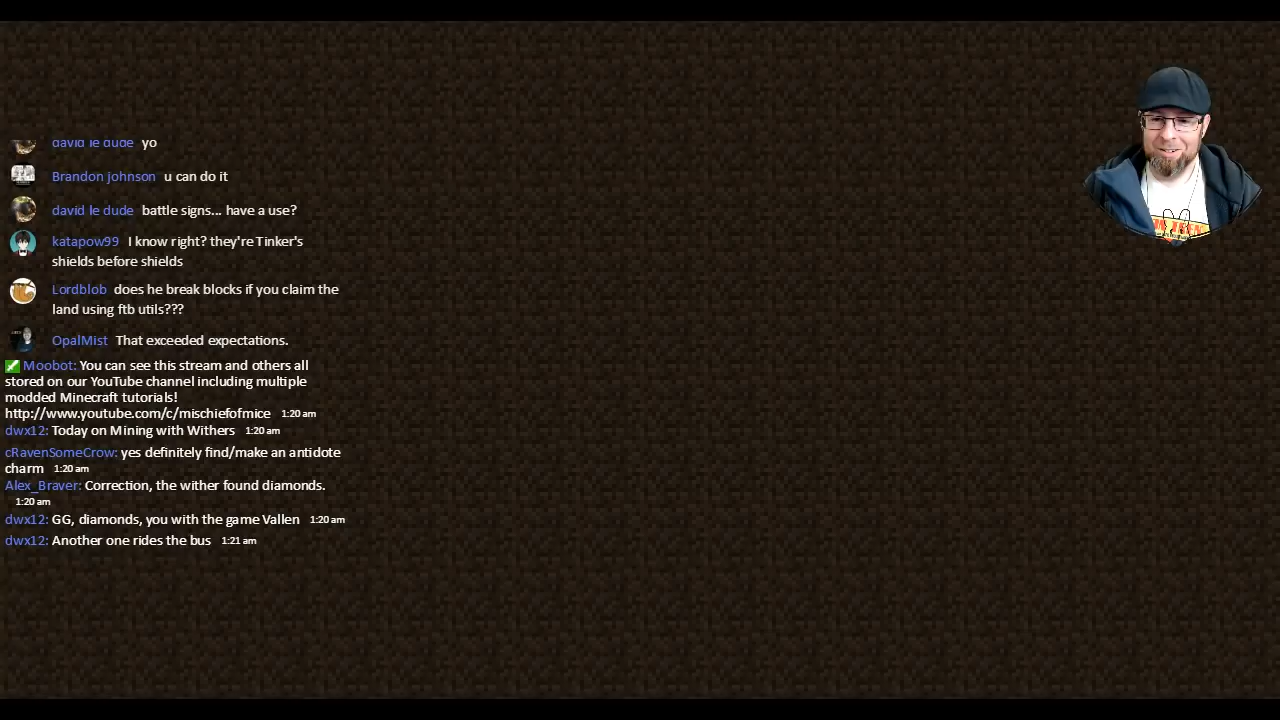 david le dude yo
Brandon johnson u can do it
david le dude battle signs... have a use?
katapow99 I know right? they're Tinker's
shields before shields
Lordblob does he break blocks if you claim the
land using ftb utils???
OpalMist That exceeded expectations.
Moobot: You can see this stream and others all
stored on our YouTube channel including multiple
modded Minecraft tutorials!
http://www.youtube.com/c/mischiefofmice 1:20 am
dwx12: Today on Mining with Withers 1:20 am
cRavenSomeCrow: yes definitely find/make an antidote
charm 1:20 am
Alex_Braver: Correction, the wither found diamonds.
1:20 am
dwx12: GG, diamonds, you with the game Vallen 1:20 am
dwx12: Another one rides the bus 1:21 am